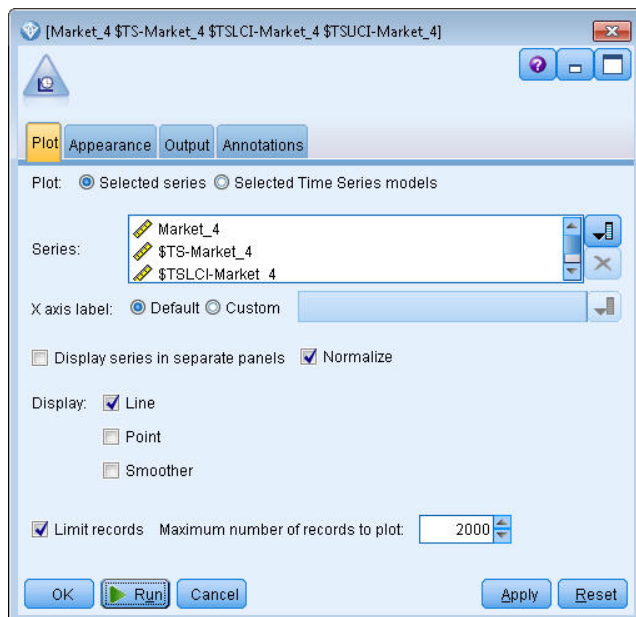 [Market_4 $TS-Market_4 $TSLCI-Market_4 $TSUCI-Market_4]
Plot Appearance Output Annotations
Plot: Selected series Selected Time Series models
Series:
Market_4
$TS-Market_4
$TSLCI-Market_4
X axis label: Default Custom
Display series in separate panels Normalize
Display: Line
Point
Smoother
Limit records Maximum number of records to plot: 2000
OK Run Cancel Apply Reset